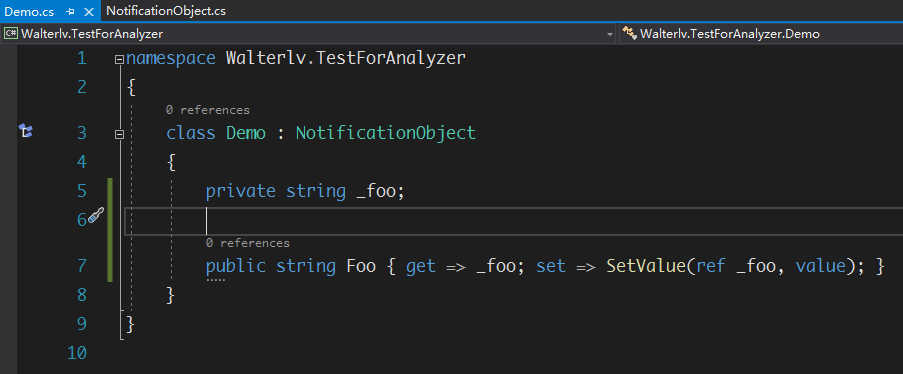 Demo.cs NotificationObject.cs
C# Walterlv.TestForAnalyzer Walterlv.TestForAnalyzer.Demo
1 namespace Walterlv.TestForAnalyzer
2 {
0 references
3 class Demo : NotificationObject
4 {
5 private string _foo;
6
0 references
7 public string Foo { get => _foo; set => SetValue(ref _foo, value); }
8 }
9 }
10